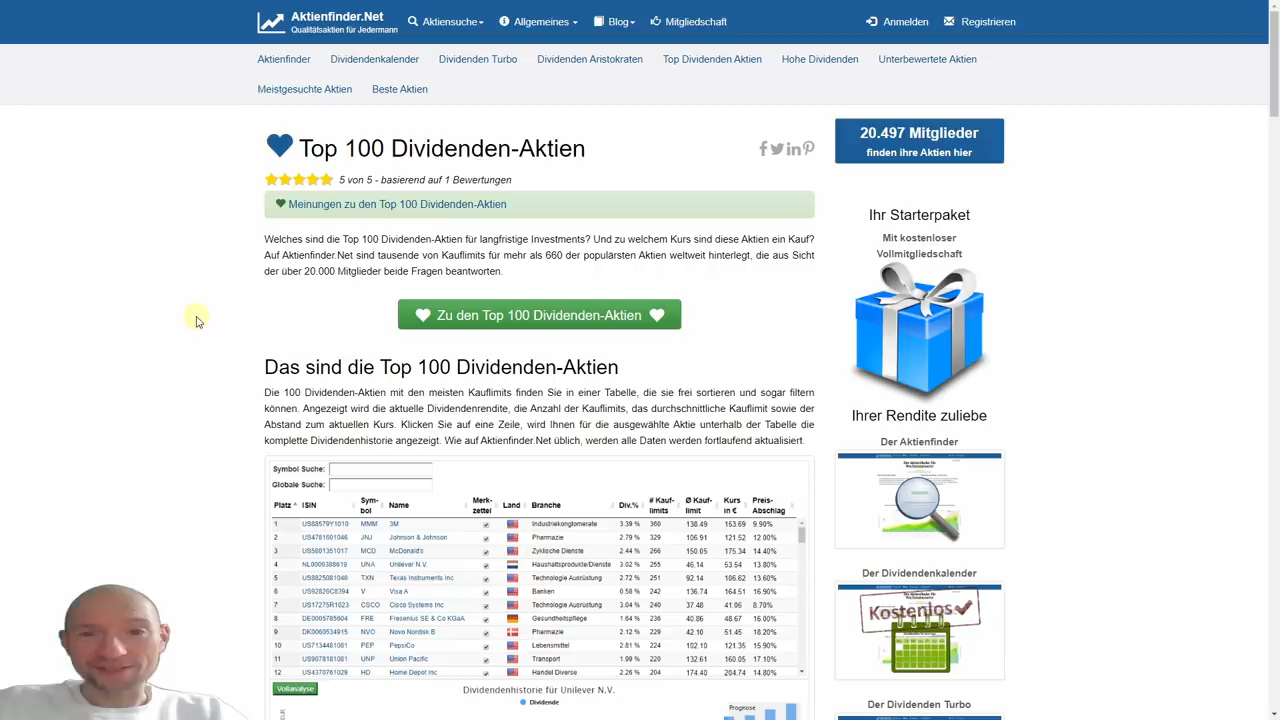 Aktienfinder.Net
Qualitätsaktien für Jedermann
Aktiensuche
Allgemeines
Blog
Mitgliedschaft
Anmelden
Registrieren
Aktienfinder Dividendenkalender Dividenden Turbo Dividenden Aristokraten Top Dividenden Aktien Hohe Dividenden Unterbewertete Aktien
Meistgesuchte Aktien Beste Aktien
Top 100 Dividenden-Aktien
5 von 5 - basierend auf 1 Bewertungen
Meinungen zu den Top 100 Dividenden-Aktien
Welches sind die Top 100 Dividenden-Aktien für langfristige Investments? Und zu welchem Kurs sind diese Aktien ein Kauf?
Auf Aktienfinder.Net sind tausende von Kauflimits für mehr als 660 der populärsten Aktien weltweit hinterlegt, die aus Sicht
der über 20.000 Mitglieder beide Fragen beantworten.
Zu den Top 100 Dividenden-Aktien
Das sind die Top 100 Dividenden-Aktien
Die 100 Dividenden-Aktien mit den meisten Kauflimits finden Sie in einer Tabelle, die sie frei sortieren und sogar filtern
können. Angezeigt wird die aktuelle Dividendenrendite, die Anzahl der Kauflimits, das durchschnittliche Kauflimit sowie der
Abstand zum aktuellen Kurs. Klicken Sie auf eine Zeile, wird Ihnen für die ausgewählte Aktie unterhalb der Tabelle die
komplette Dividendenhistorie angezeigt. Wie auf Aktienfinder.Net üblich, werden alle Daten werden fortlaufend aktualisiert.
Symbol Suche:
Globale Suche:
Platz ISIN Sym-bol Name Merk-zettel Land Branche Div.% # Kauf-limits Ø Kauf-limit Kurs in € Preis-Abschlag
1 US88579Y1010 MMM 3M Industriekonglomerate 3.39 % 360 138.49 153.69 9.90%
2 US4781601046 JNJ Johnson & Johnson Pharmazie 2.79 % 329 106.91 121.52 12.00%
3 US5801351017 MCD McDonald's Zyklische Dienste 2.44 % 266 150.05 175.34 14.40%
4 NL0000388619 UNA Unilever N.V. Haushaltsprodukte/Dienste 3.02 % 255 46.14 53.54 13.80%
5 US8825081040 TXN Texas Instruments Inc Technologie Ausrüstung 2.72 % 251 92.14 106.62 13.60%
6 US92826C8394 V Visa A Banken 0.58 % 242 136.74 164.51 16.90%
7 US17275R1023 CSCO Cisco Systems Inc Technologie Ausrüstung 3.04 % 240 37.48 41.06 8.70%
8 DE0005785604 FRE Fresenius SE & Co KGaA Gesundheitspflege 1.64 % 236 40.86 48.67 16.00%
9 DK0060534915 NVO Novo Nordisk B Pharmazie 2.12 % 229 42.10 51.45 18.20%
10 US7134481081 PEP PepsiCo Lebensmittel 2.81 % 224 102.10 121.35 15.90%
11 US9078181081 UNP Union Pacific Transport 1.99 % 220 132.61 160.05 17.10%
12 US4370761029 HD Home Depot Inc Handel Diverse 2.26 % 204 174.40 204.74 14.80%
Vollanalyse
Dividendenhistorie für Unilever N.V.
Dividende
Prognose
EUR
20.497 Mitglieder
finden ihre Aktien hier
Ihr Starterpaket
Mit kostenloser
Vollmitgliedschaft
Ihrer Rendite zuliebe
Der Aktienfinder
Der Dividendenkalender
Kostenlos
Der Dividenden Turbo